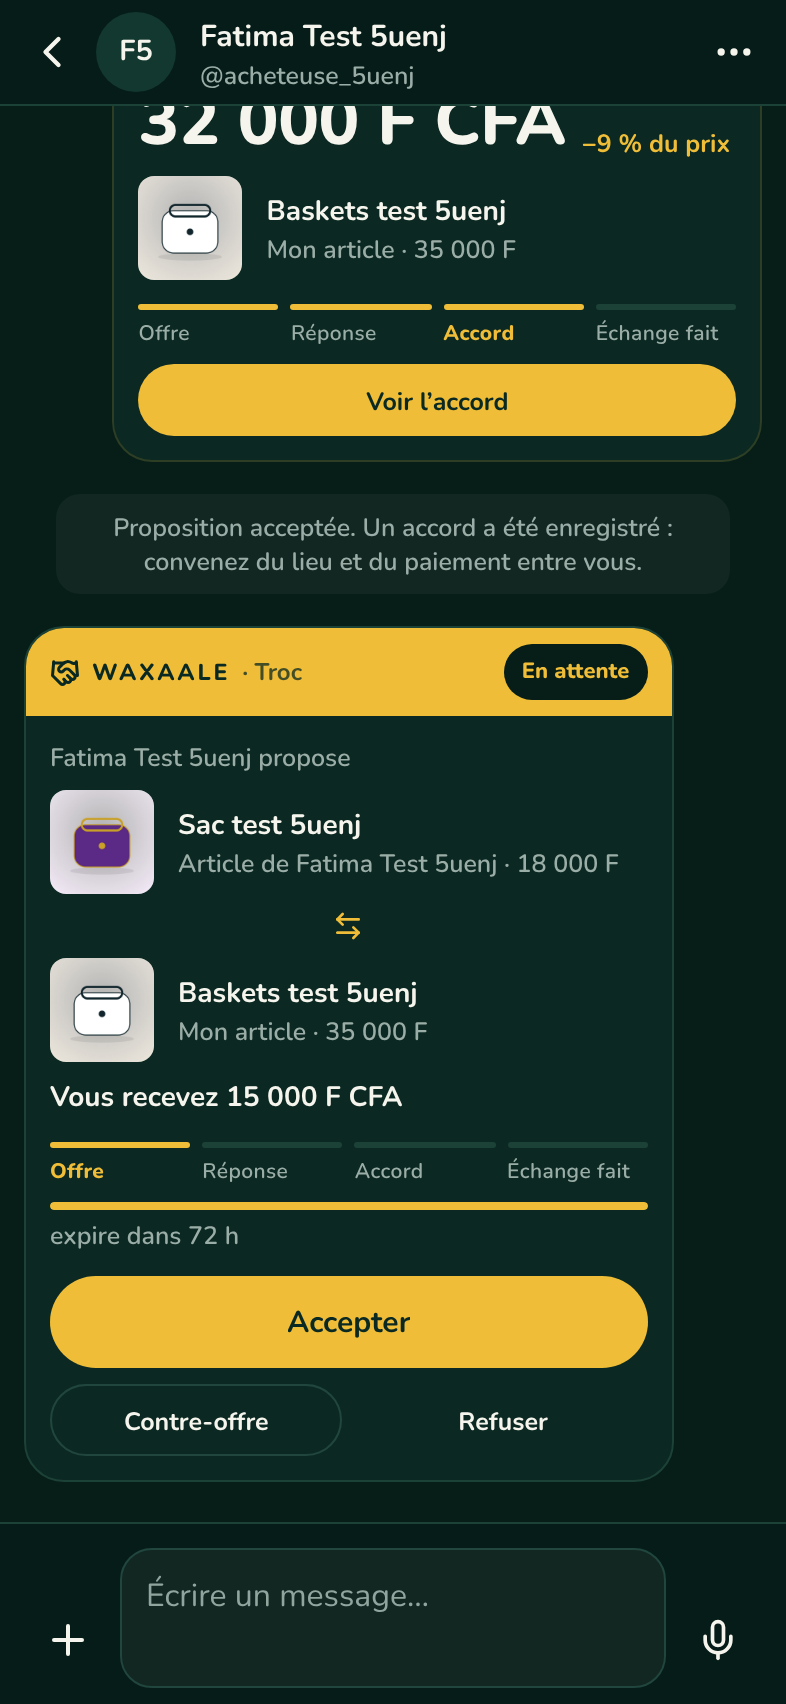 F5
Fatima Test 5uenj
@acheteuse_5uenj
32 000 F CFA
−9 % du prix
Baskets test 5uenj
Mon article · 35 000 F
Offre
Réponse
Accord
Échange fait
Voir l’accord
Proposition acceptée. Un accord a été enregistré :
convenez du lieu et du paiement entre vous.
WAXAALE · Troc
En attente
Fatima Test 5uenj propose
Sac test 5uenj
Article de Fatima Test 5uenj · 18 000 F
Baskets test 5uenj
Mon article · 35 000 F
Vous recevez 15 000 F CFA
Offre
Réponse
Accord
Échange fait
expire dans 72 h
Accepter
Contre-offre
Refuser
Écrire un message…